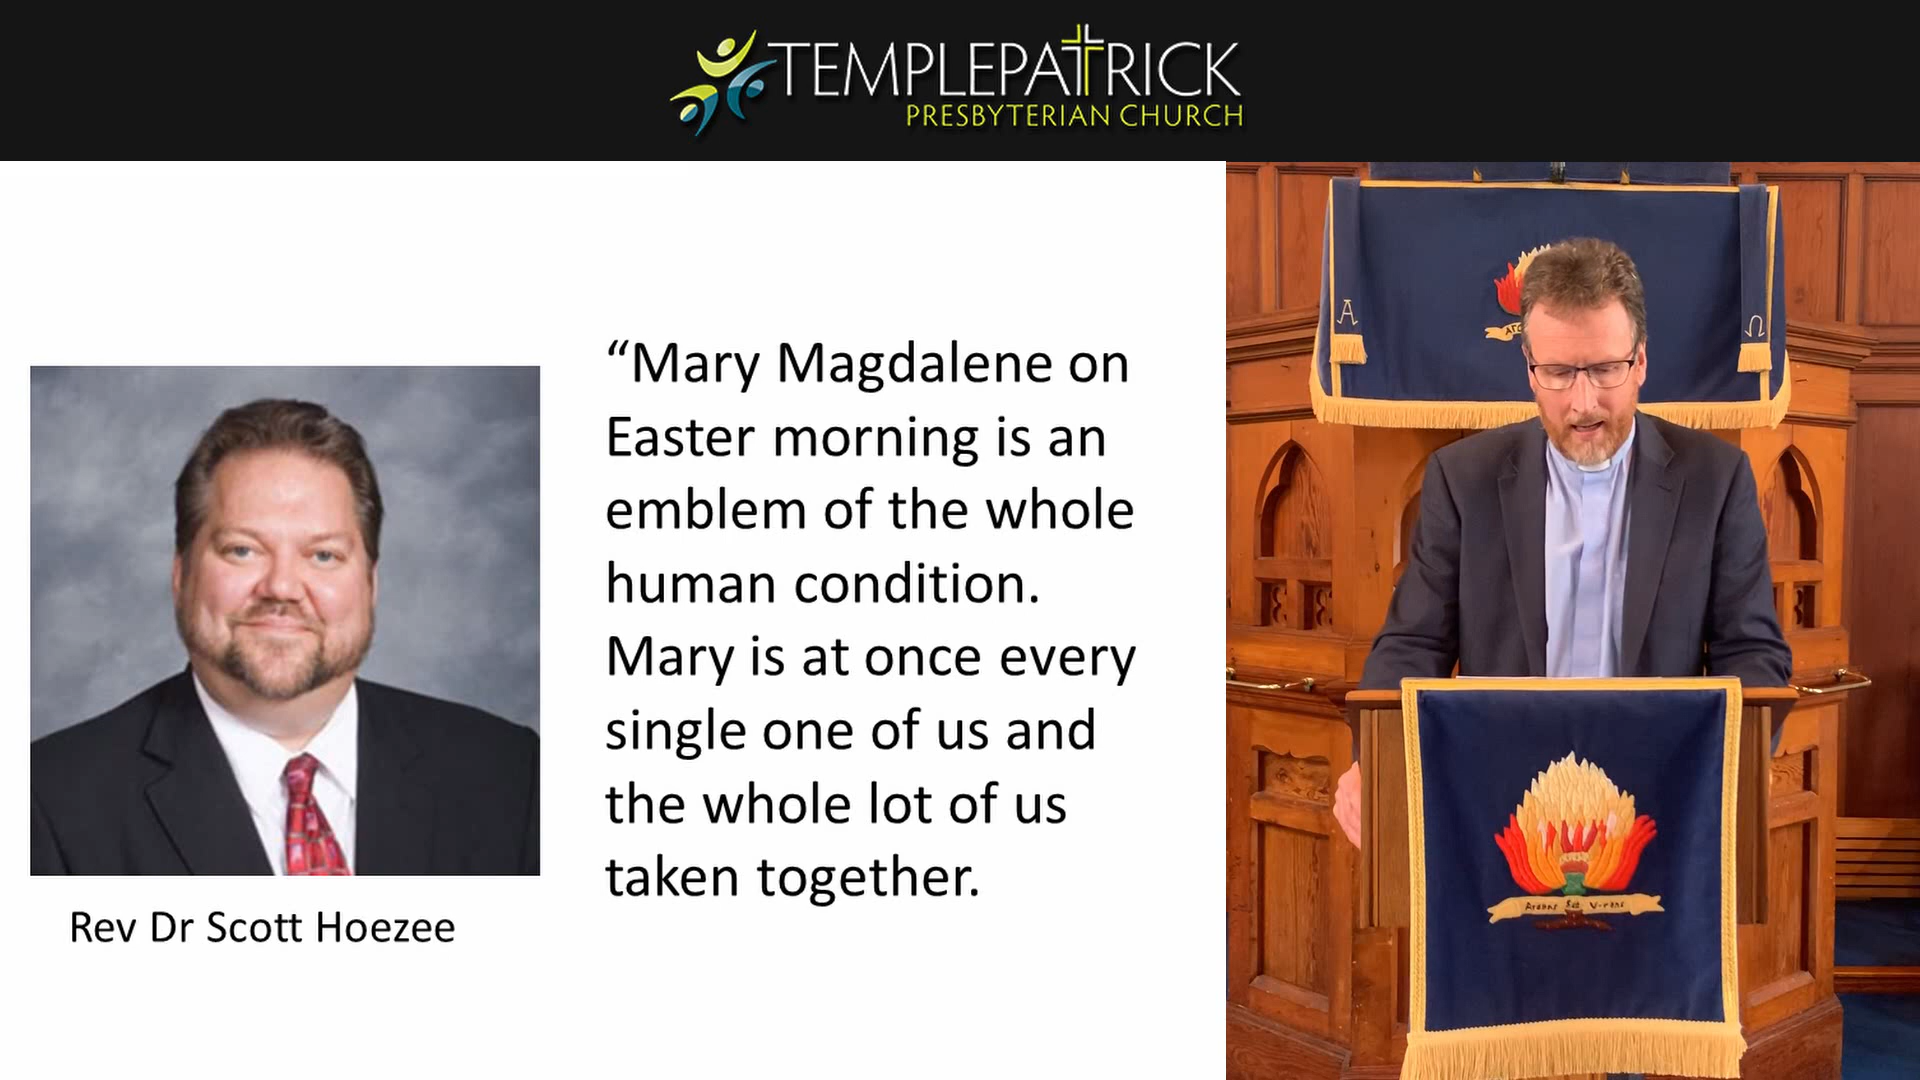 TEMPLEPATRICK
PRESBYTERIAN CHURCH
“Mary Magdalene on
Easter morning is an
emblem of the whole
human condition.
Mary is at once every
single one of us and
the whole lot of us
taken together.
Rev Dr Scott Hoezee
Α
Ω